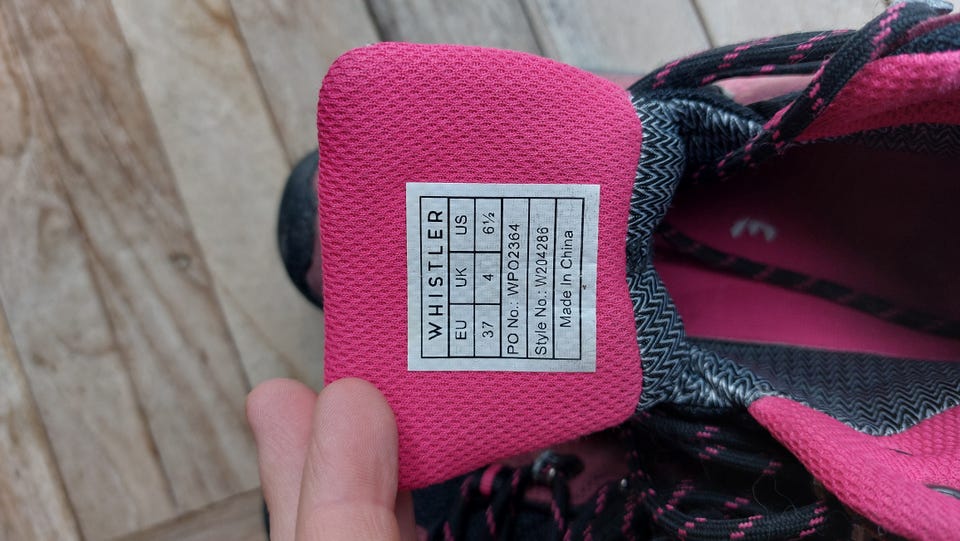 WHISTLER
EU UK US
37 4 6½
PO No.: WPO2364
Style No.: W204286
Made In China